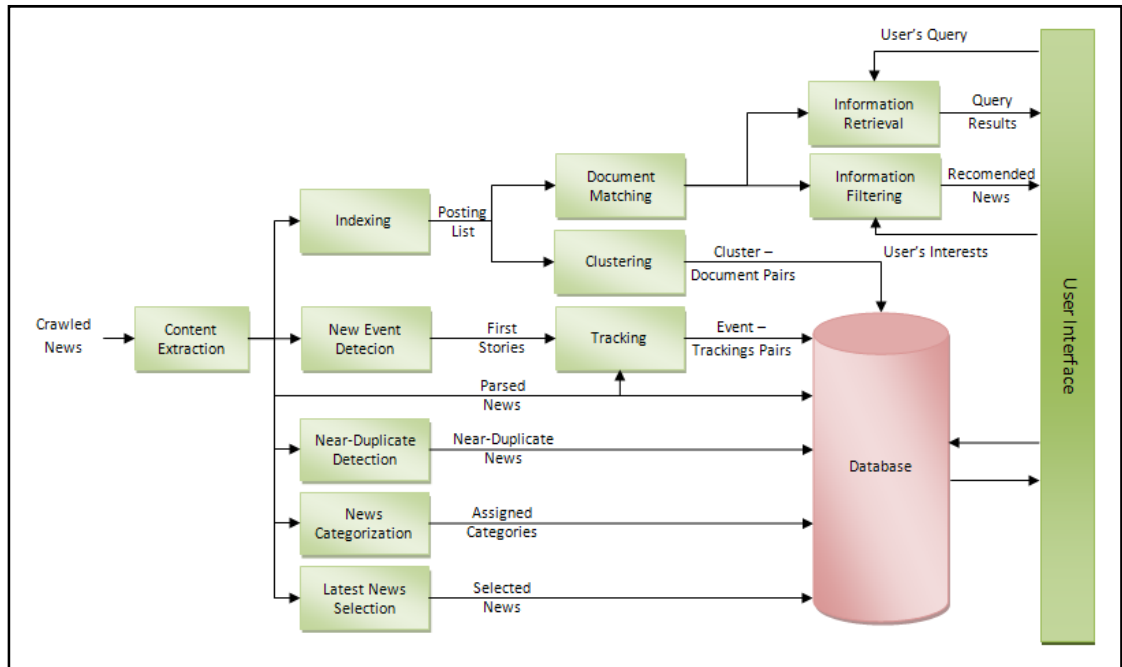 User's Query
Information
Retrieval
Query
Results
Document
Matching
Information
Filtering
Recomended
News
Indexing
Posting
List
Clustering
Cluster –
Document Pairs
User's Interests
User Interface
Crawled
News
Content
Extraction
New Event
Detecion
First
Stories
Tracking
Event –
Trackings Pairs
Parsed
News
Near-Duplicate
Detection
Near-Duplicate
News
Database
News
Categorization
Assigned
Categories
Latest News
Selection
Selected
News